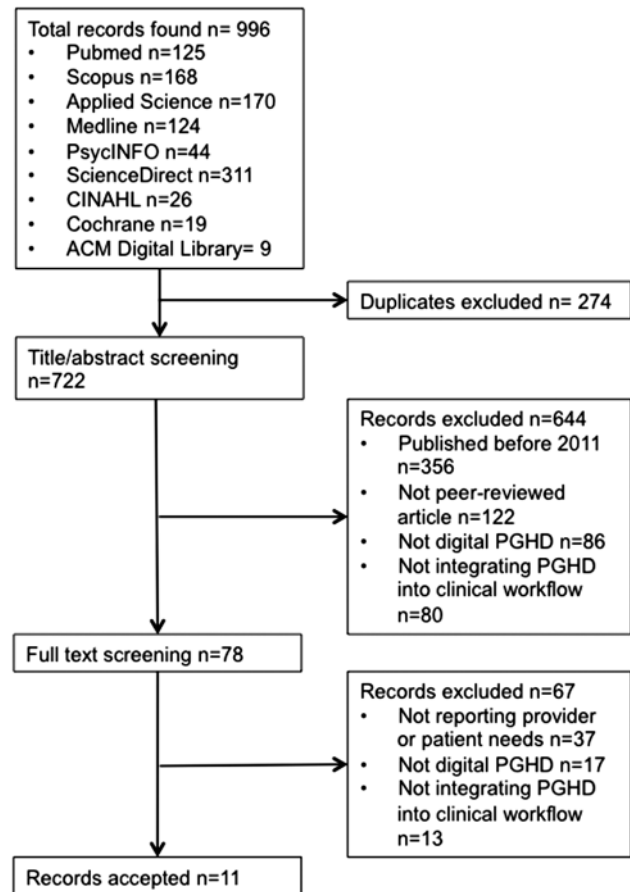 Total records found n= 996
• Pubmed n=125
• Scopus n=168
• Applied Science n=170
• Medline n=124
• PsycINFO n=44
• ScienceDirect n=311
• CINAHL n=26
• Cochrane n=19
• ACM Digital Library= 9
Duplicates excluded n= 274
Title/abstract screening
n=722
Records excluded n=644
• Published before 2011
n=356
• Not peer-reviewed
article n=122
• Not digital PGHD n=86
• Not integrating PGHD
into clinical workflow
n=80
Full text screening n=78
Records excluded n=67
• Not reporting provider
or patient needs n=37
• Not digital PGHD n=17
• Not integrating PGHD
into clinical workflow
n=13
Records accepted n=11